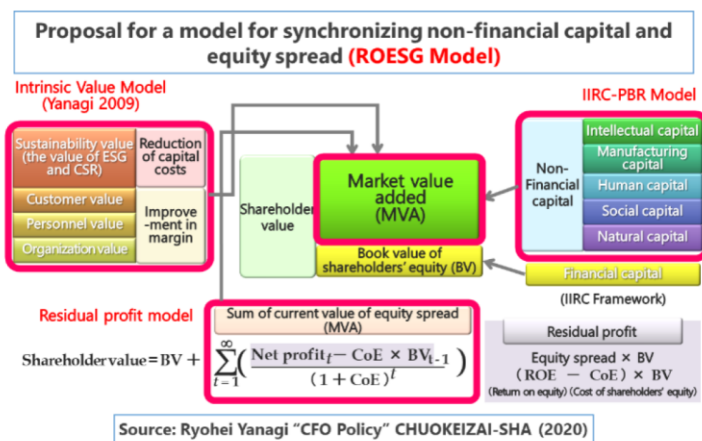 Proposal for a model for synchronizing non-financial capital and
equity spread (ROESG Model)
Intrinsic Value Model
(Yanagi 2009)
Sustainability value
(the value of ESG
and CSR)
Reduction
of capital
costs
Customer value
Personnel value
Organization value
Improve
-ment in
margin
Shareholder
value
Market value
added
(MVA)
Book value of
shareholders' equity (BV)
IIRC-PBR Model
Non-
Financial
capital
Intellectual capital
Manufacturing
capital
Human capital
Social capital
Natural capital
Financial capital
(IIRC Framework)
Residual profit model
Sum of current value of equity spread
(MVA)
Shareholder value = BV + ∞∑t=1 ( Net profit t − CoE × BV t-1 / (1 + CoE)^t )
Residual profit
Equity spread × BV
(ROE − CoE) × BV
(Return on equity) (Cost of shareholders' equity)
Source: Ryohei Yanagi "CFO Policy" CHUOKEIZAI-SHA (2020)